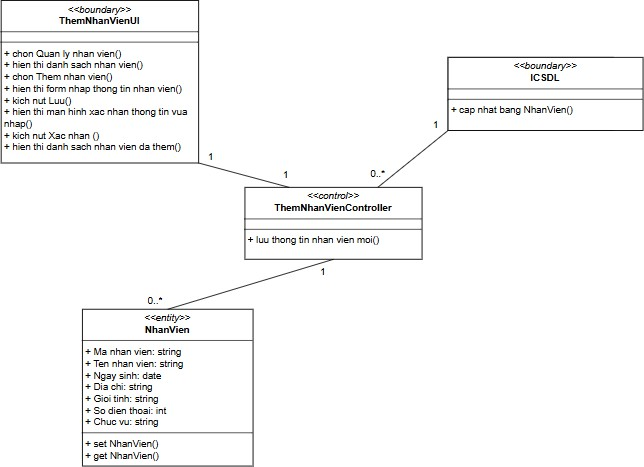 <<boundary>>
ThemNhanVienUI
+ chon Quan ly nhan vien()
+ hien thi danh sach nhan vien()
+ chon Them nhan vien()
+ hien thi form nhap thong tin nhan vien()
+ kich nut Luu()
+ hien thi man hinh xac nhan thong tin vua
nhap()
+ kich nut Xac nhan ()
+ hien thi danh sach nhan vien da them()
<<boundary>>
ICSDL
+ cap nhat bang NhanVien()
1
1
1
0..*
<<control>>
ThemNhanVienController
+ luu thong tin nhan vien moi()
1
0..*
<<entity>>
NhanVien
+ Ma nhan vien: string
+ Ten nhan vien: string
+ Ngay sinh: date
+ Dia chi: string
+ Gioi tinh: string
+ So dien thoai: int
+ Chuc vu: string
+ set NhanVien()
+ get NhanVien()